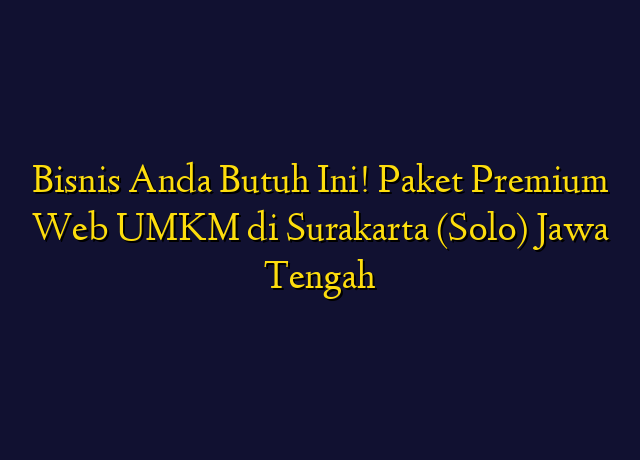 Bisnis Anda Butuh Ini! Paket Premium
Web UMKM di Surakarta (Solo) Jawa
Tengah